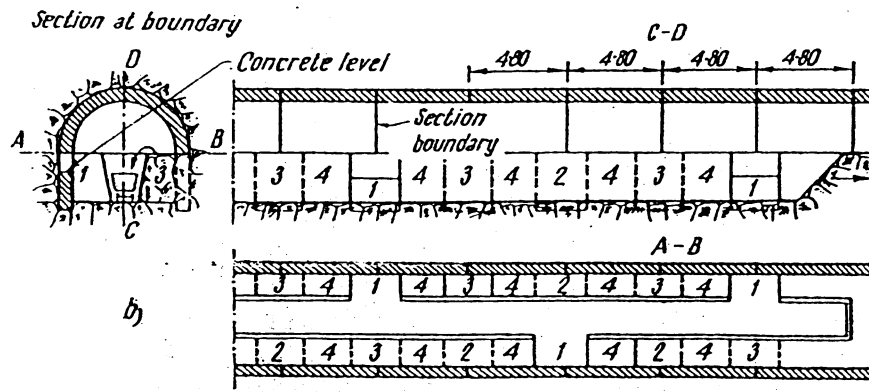 Section at boundary
D
Concrete level
C-D
4·80 4·80 4·80 4·80
A
B
Section boundary
1 3
3 4 1 4 3 4 2 4 3 4 1
C
A-B
b)
3 4 1 4 3 4 2 4 3 4 1
2 4 3 4 2 4 1 4 2 4 3